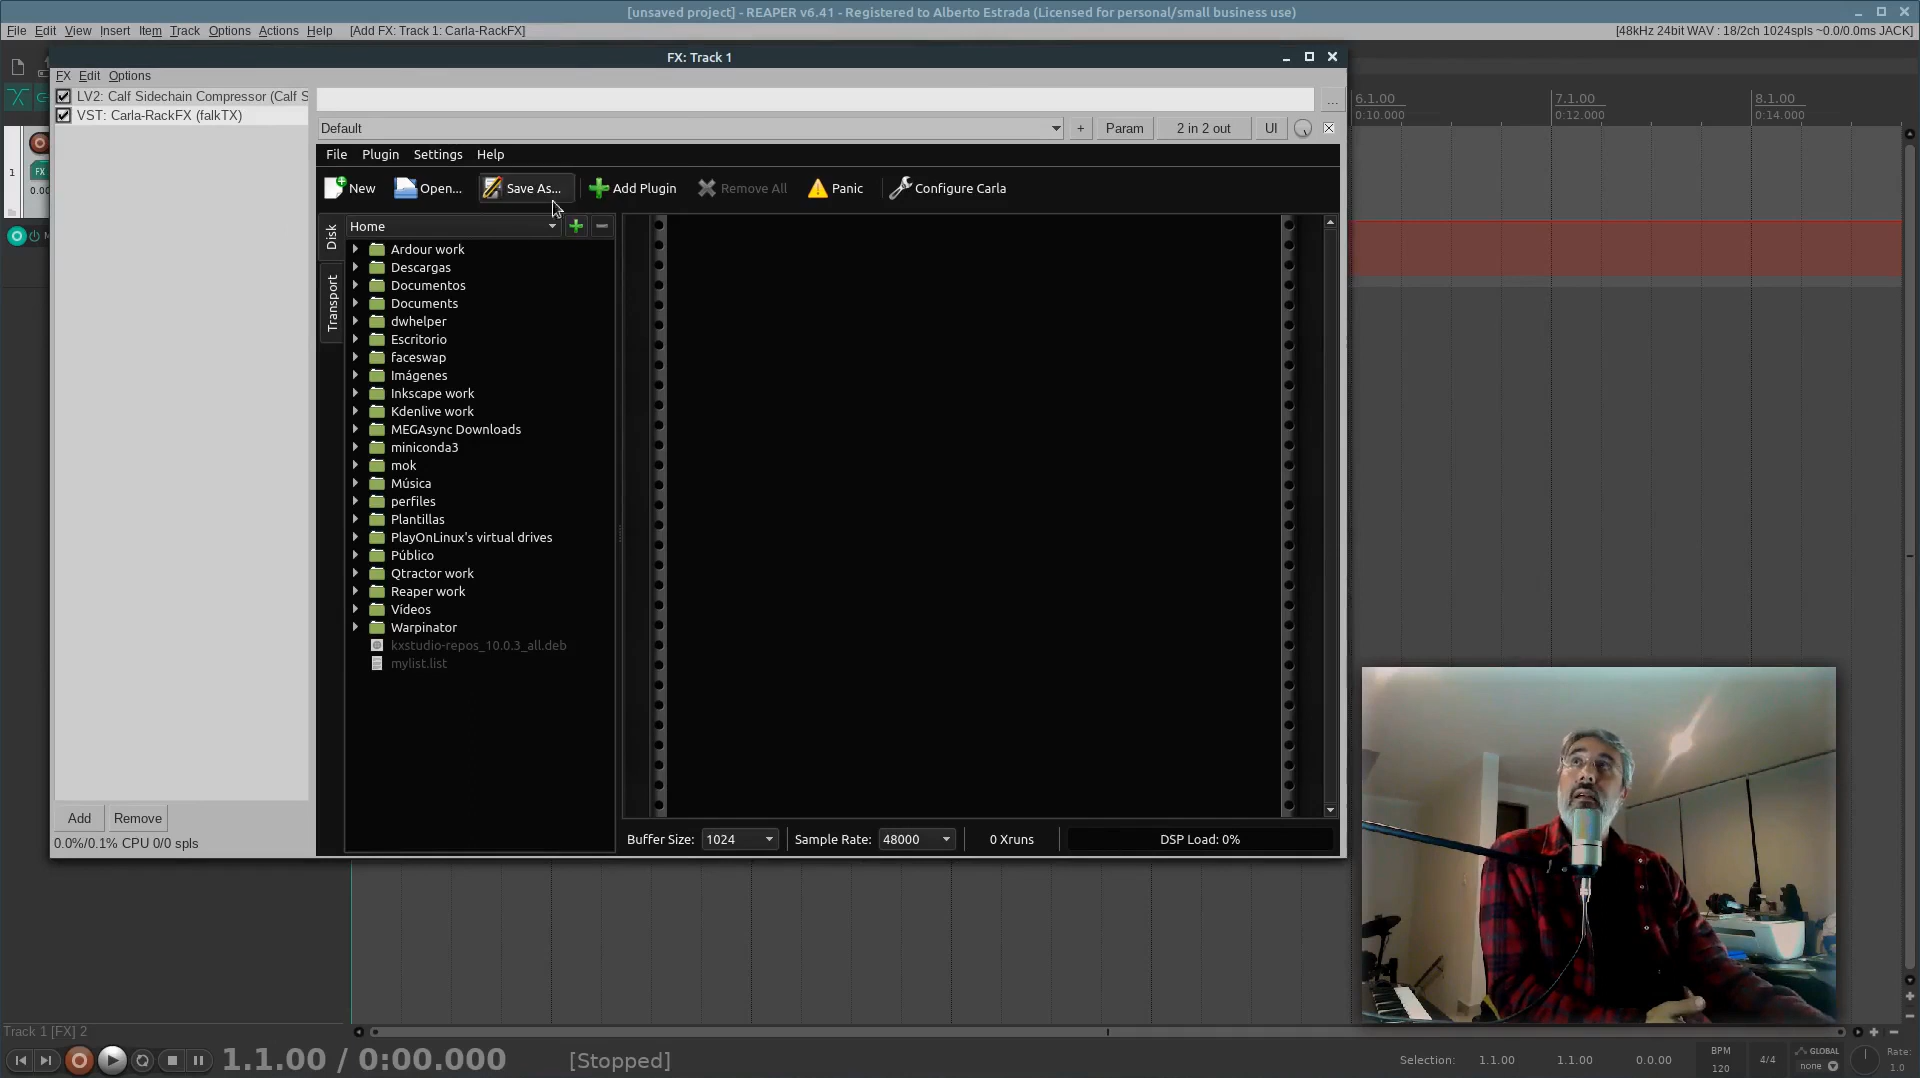 [unsaved project] - REAPER v6.41 - Registered to Alberto Estrada (Licensed for personal/small business use)
File Edit View Insert Item Track Options Actions Help [Add FX: Track 1: Carla-RackFX] [48kHz 24bit WAV : 18/2ch 1024spls ~0.0/0.0ms JACK]
FX: Track 1
FX Edit Options
LV2: Calf Sidechain Compressor (Calf S
VST: Carla-RackFX (falkTX)
...
Default + Param 2 in 2 out UI
File Plugin Settings Help
New Open... Save As... Add Plugin Remove All Panic Configure Carla
Disk
Transport
Home
Ardour work
Descargas
Documentos
Documents
dwhelper
Escritorio
faceswap
Imágenes
Inkscape work
Kdenlive work
MEGAsync Downloads
miniconda3
mok
Música
perfiles
Plantillas
PlayOnLinux's virtual drives
Público
Qtractor work
Reaper work
Vídeos
Warpinator
kxstudio-repos_10.0.3_all.deb
mylist.list
Add Remove
0.0%/0.1% CPU 0/0 spls
Buffer Size: 1024 Sample Rate: 48000 0 Xruns DSP Load: 0%
1
FX
0.00
6.1.00 7.1.00 8.1.00
0:10.000 0:12.000 0:14.000
Track 1 [FX] 2
1.1.00 / 0:00.000 [Stopped]
Selection: 1.1.00 1.1.00 0.0.00
BPM
120
4/4
GLOBAL
none
Rate:
1.0